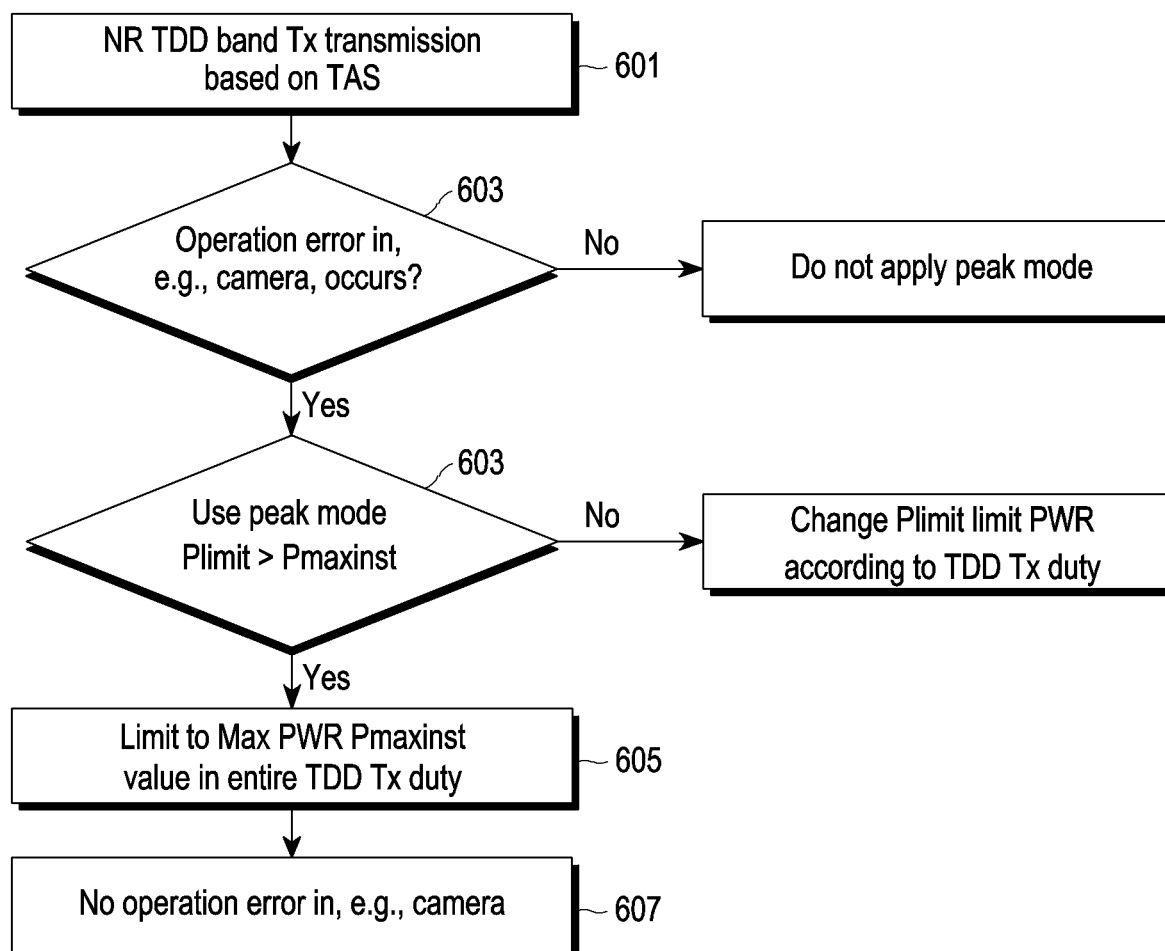 NR TDD band Tx transmission
based on TAS
601
603
Operation error in,
e.g., camera, occurs?
No
Do not apply peak mode
Yes
603
Use peak mode
Plimit > Pmaxinst
No
Change Plimit limit PWR
according to TDD Tx duty
Yes
Limit to Max PWR Pmaxinst
value in entire TDD Tx duty
605
No operation error in, e.g., camera
607